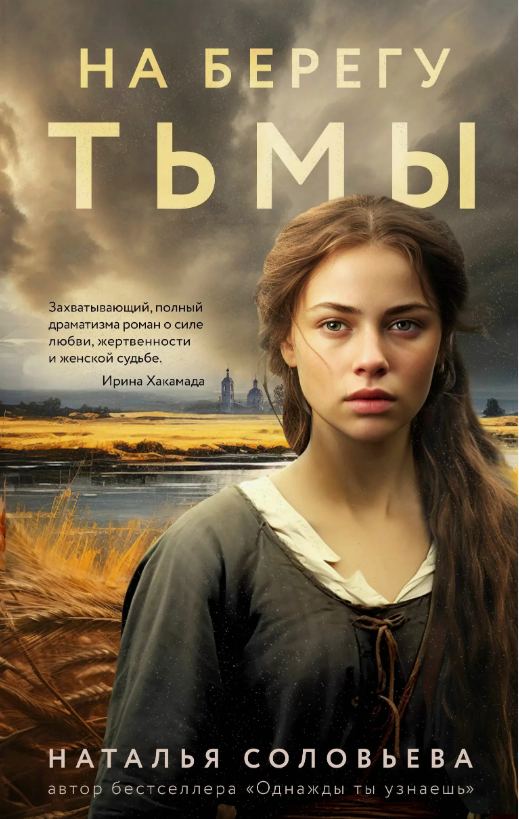 НА БЕРЕГУ
ТЬМЫ
Захватывающий, полный
драматизма роман о силе
любви, жертвенности
и женской судьбе.
Ирина Хакамада
НАТАЛЬЯ СОЛОВЬЕВА
автор бестселлера «Однажды ты узнаешь»